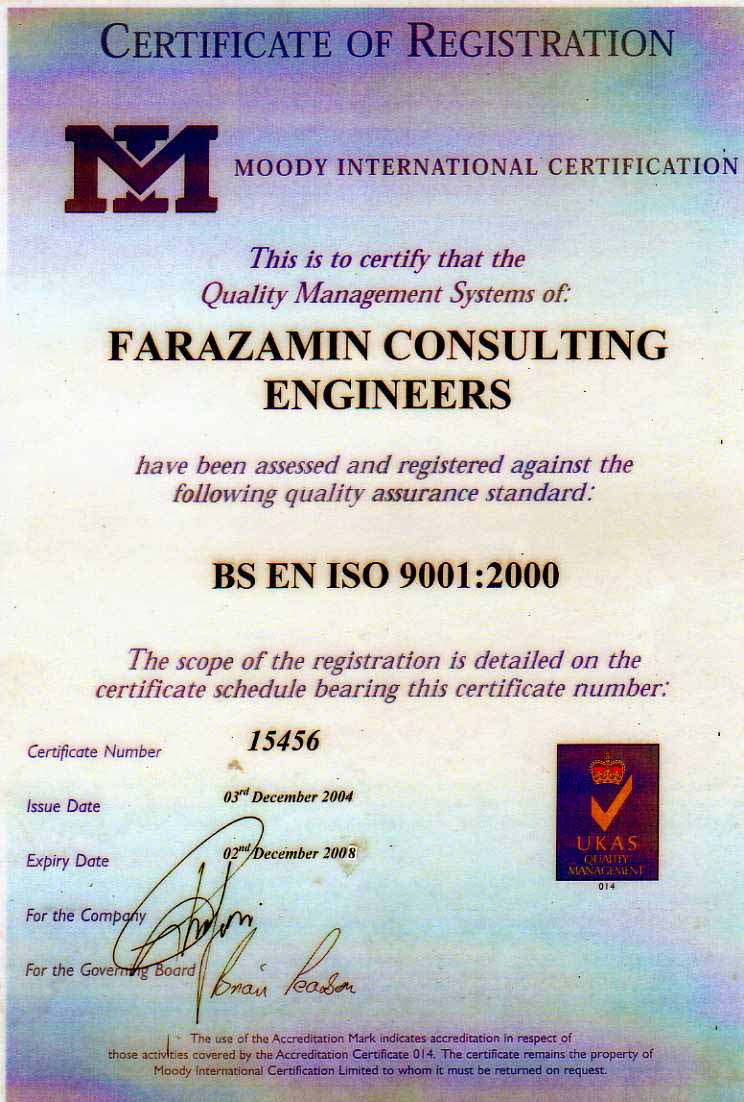 CERTIFICATE OF REGISTRATION
MOODY INTERNATIONAL CERTIFICATION
This is to certify that the
Quality Management Systems of:
FARAZAMIN CONSULTING
ENGINEERS
have been assessed and registered against the
following quality assurance standard:
BS EN ISO 9001:2000
The scope of the registration is detailed on the
certificate schedule bearing this certificate number:
Certificate Number 15456
Issue Date 03rd December 2004
Expiry Date 02nd December 2008
For the Company
For the Governing Board Brian Pearson
UKAS
QUALITY
MANAGEMENT
014
The use of the Accreditation Mark indicates accreditation in respect of
those activities covered by the Accreditation Certificate 014. The certificate remains the property of
Moody International Certification Limited to whom it must be returned on request.